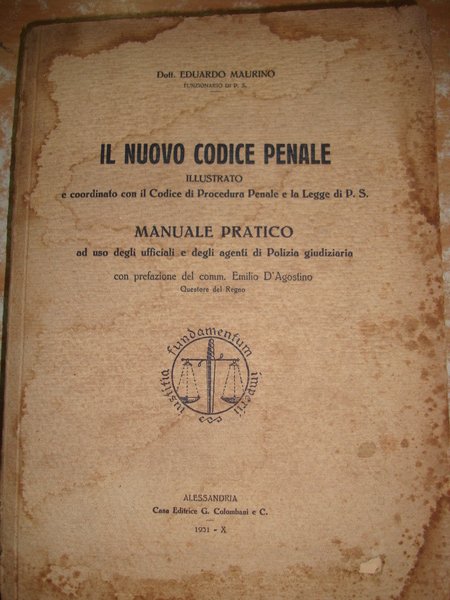 Dott. EDUARDO MAURINO
FUNZIONARIO DI P. S.
IL NUOVO CODICE PENALE
ILLUSTRATO
e coordinato con il Codice di Procedura Penale e la Legge di P. S.
MANUALE PRATICO
ad uso degli ufficiali e degli agenti di Polizia giudiziaria
con prefazione del comm. Emilio D'Agostino
Questore del Regno
iustitia fundamentum imperii
ALESSANDRIA
Casa Editrice G. Colombani e C.
1931 - X